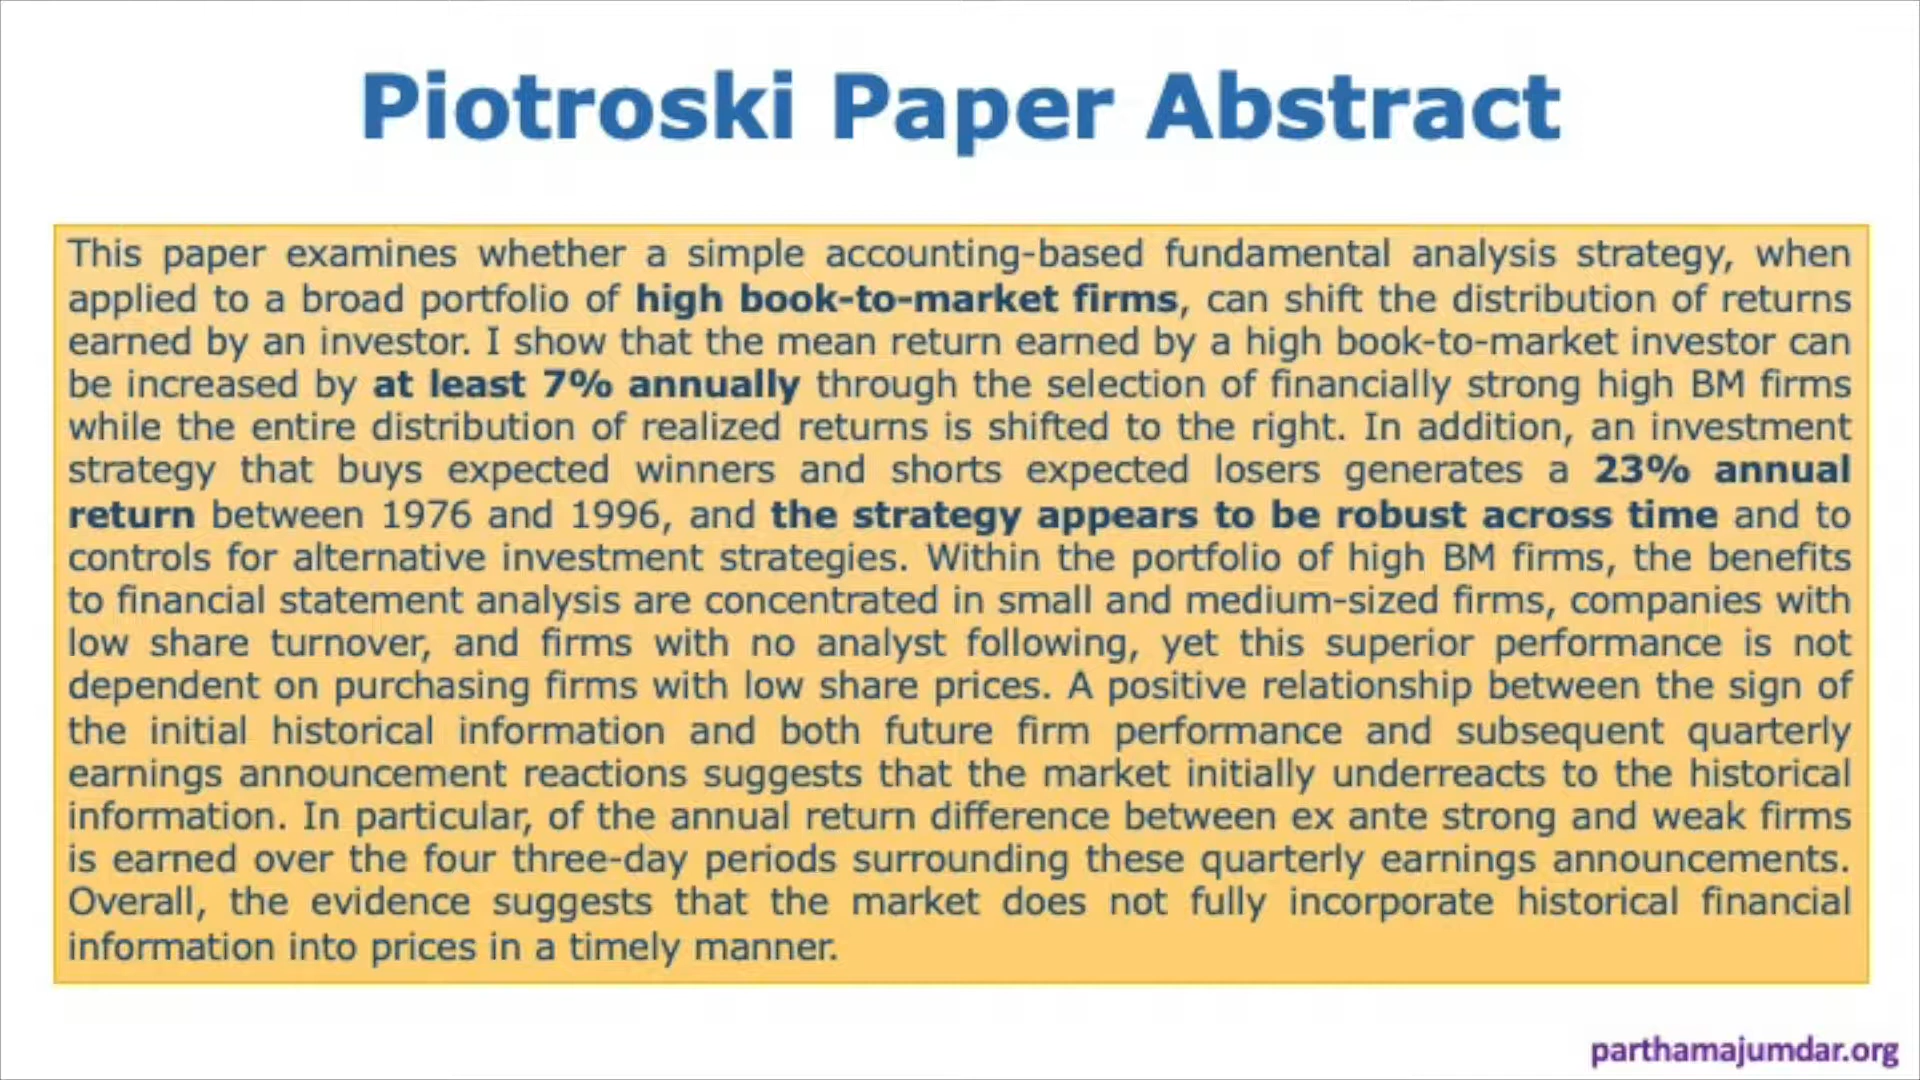 Piotroski Paper Abstract
This paper examines whether a simple accounting-based fundamental analysis strategy, when
applied to a broad portfolio of high book-to-market firms, can shift the distribution of returns
earned by an investor. I show that the mean return earned by a high book-to-market investor can
be increased by at least 7% annually through the selection of financially strong high BM firms
while the entire distribution of realized returns is shifted to the right. In addition, an investment
strategy that buys expected winners and shorts expected losers generates a 23% annual
return between 1976 and 1996, and the strategy appears to be robust across time and to
controls for alternative investment strategies. Within the portfolio of high BM firms, the benefits
to financial statement analysis are concentrated in small and medium-sized firms, companies with
low share turnover, and firms with no analyst following, yet this superior performance is not
dependent on purchasing firms with low share prices. A positive relationship between the sign of
the initial historical information and both future firm performance and subsequent quarterly
earnings announcement reactions suggests that the market initially underreacts to the historical
information. In particular, of the annual return difference between ex ante strong and weak firms
is earned over the four three-day periods surrounding these quarterly earnings announcements.
Overall, the evidence suggests that the market does not fully incorporate historical financial
information into prices in a timely manner.
parthamajumdar.org